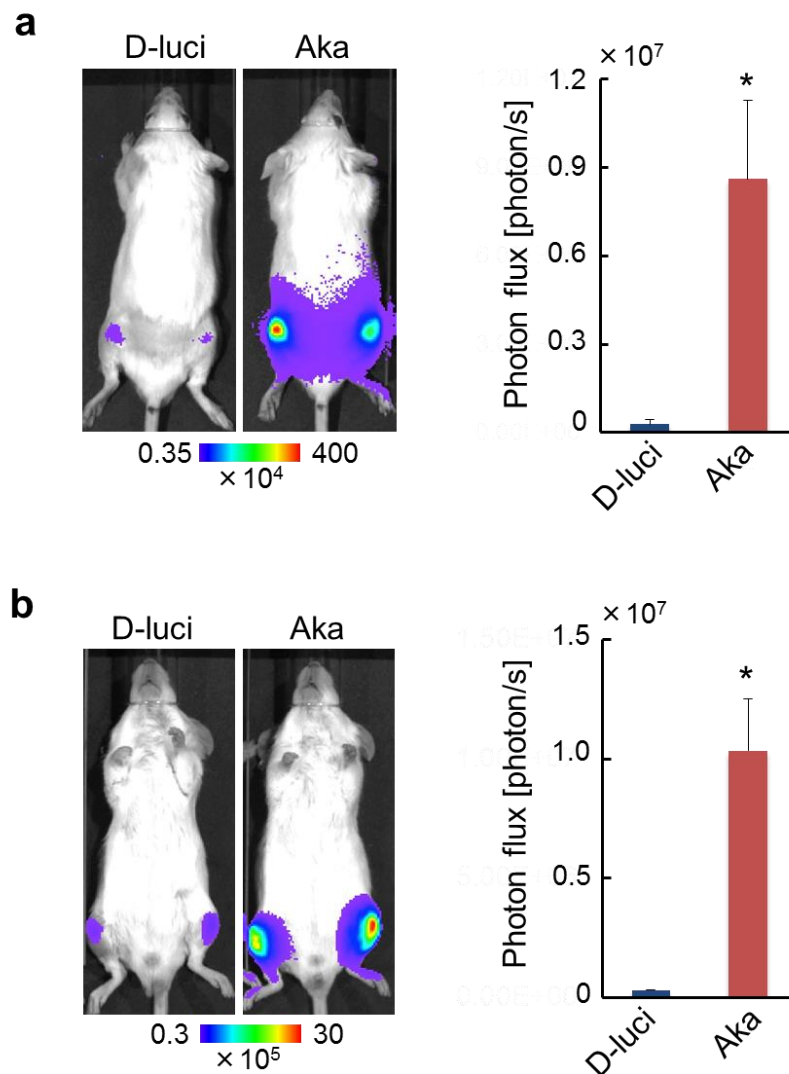 a
D-luci Aka
0.35 400
× 10⁴
× 10⁷
Photon flux [photon/s]
1.2
0.9
0.6
0.3
0
*
D-luci Aka
b
D-luci Aka
0.3 30
× 10⁵
× 10⁷
Photon flux [photon/s]
1.5
1.0
0.5
0
*
D-luci Aka